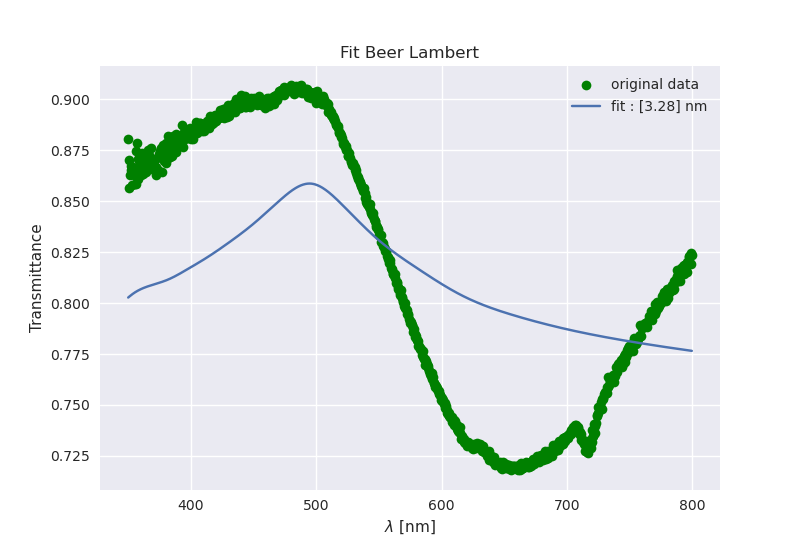 Fit Beer Lambert
original data
fit : [3.28] nm
Transmittance
0.900
0.875
0.850
0.825
0.800
0.775
0.750
0.725
400 500 600 700 800
λ [nm]